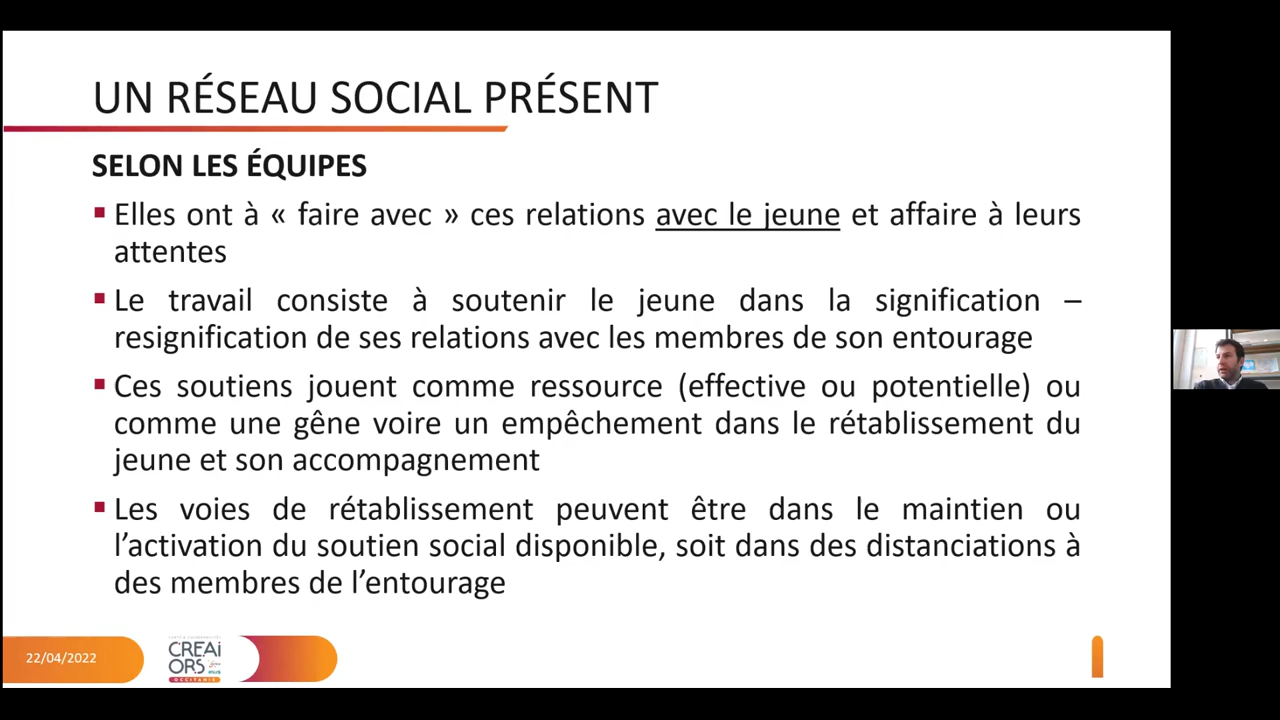 UN RÉSEAU SOCIAL PRÉSENT
SELON LES ÉQUIPES
Elles ont à « faire avec » ces relations avec le jeune et affaire à leurs
attentes
Le travail consiste à soutenir le jeune dans la signification –
resignification de ses relations avec les membres de son entourage
Ces soutiens jouent comme ressource (effective ou potentielle) ou
comme une gêne voire un empêchement dans le rétablissement du
jeune et son accompagnement
Les voies de rétablissement peuvent être dans le maintien ou
l’activation du soutien social disponible, soit dans des distanciations à
des membres de l’entourage
22/04/2022
CREAI
ORS
OCCITANIE